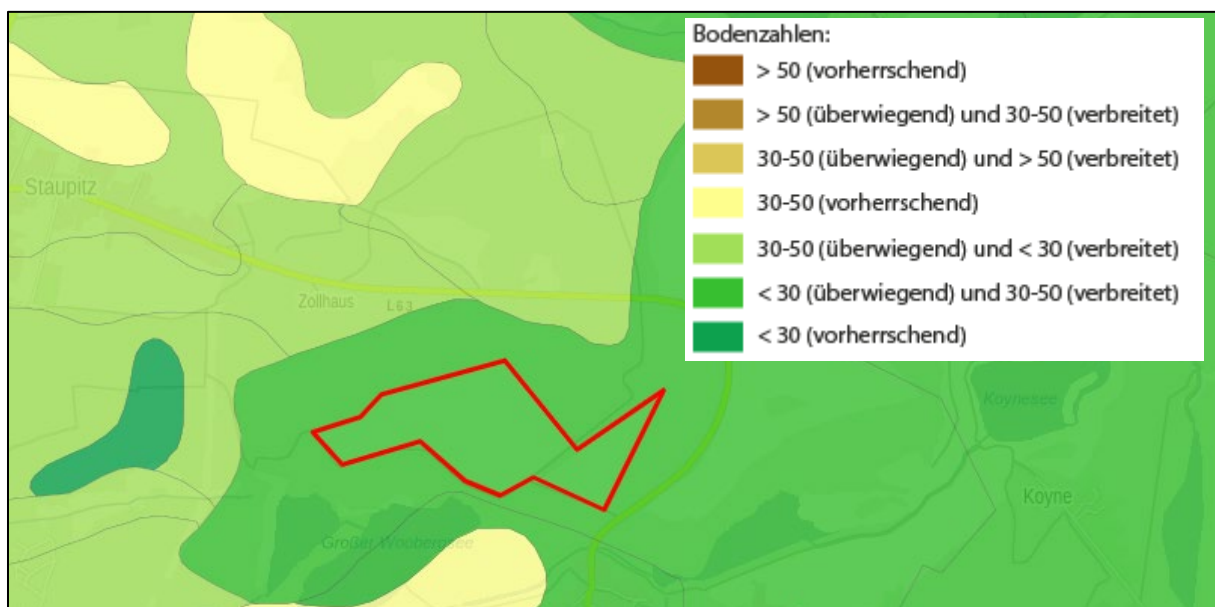 Bodenzahlen:
> 50 (vorherrschend)
> 50 (überwiegend) und 30-50 (verbreitet)
30-50 (überwiegend) und > 50 (verbreitet)
30-50 (vorherrschend)
30-50 (überwiegend) und < 30 (verbreitet)
< 30 (überwiegend) und 30-50 (verbreitet)
< 30 (vorherrschend)
Staupitz
Zollhaus
L 63
Koynesee
Koyne
Großer Woobergsee